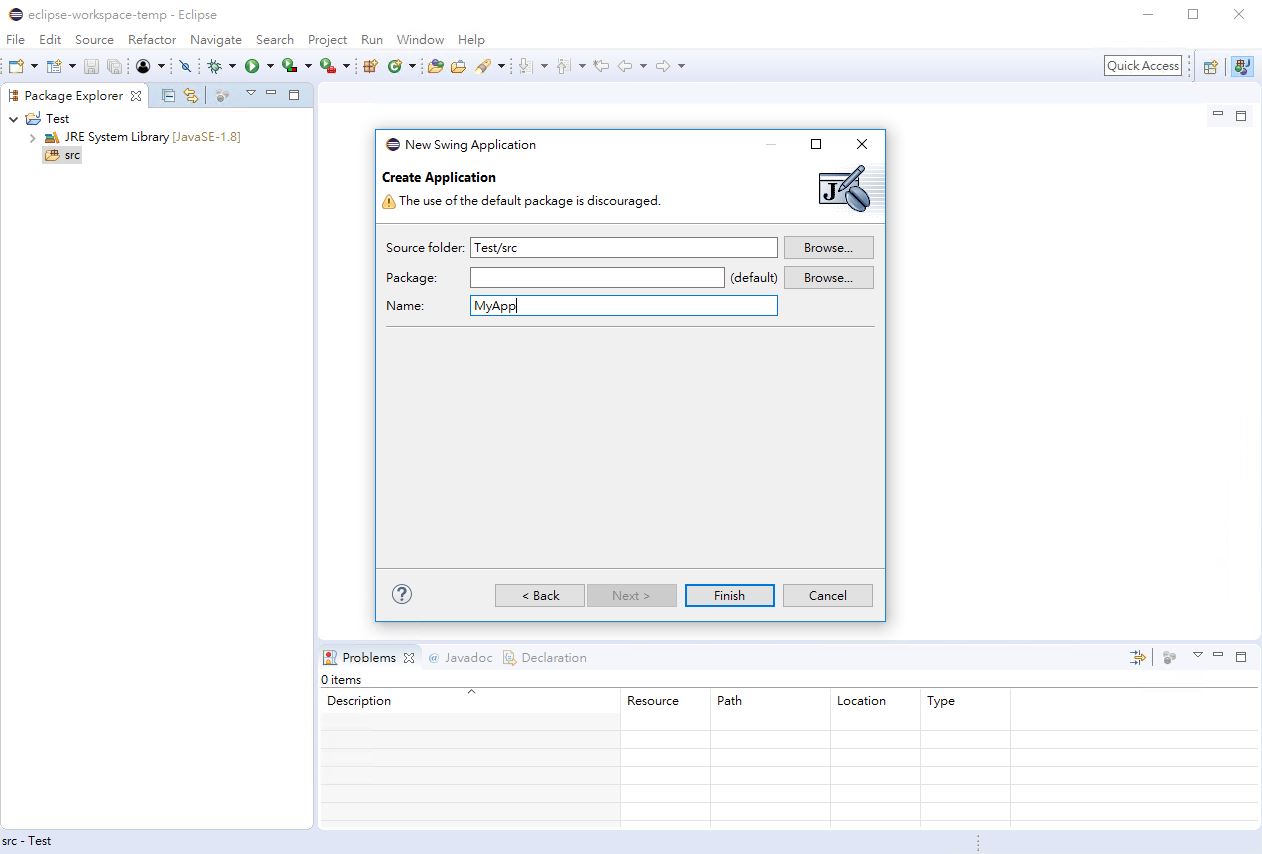 eclipse-workspace-temp - Eclipse
File Edit Source Refactor Navigate Search Project Run Window Help
Quick Access
Package Explorer
Test
JRE System Library [JavaSE-1.8]
src
New Swing Application
Create Application
The use of the default package is discouraged.
Source folder: Test/src Browse...
Package: (default) Browse...
Name: MyApp
? < Back Next > Finish Cancel
Problems @ Javadoc Declaration
0 items
Description Resource Path Location Type
src - Test